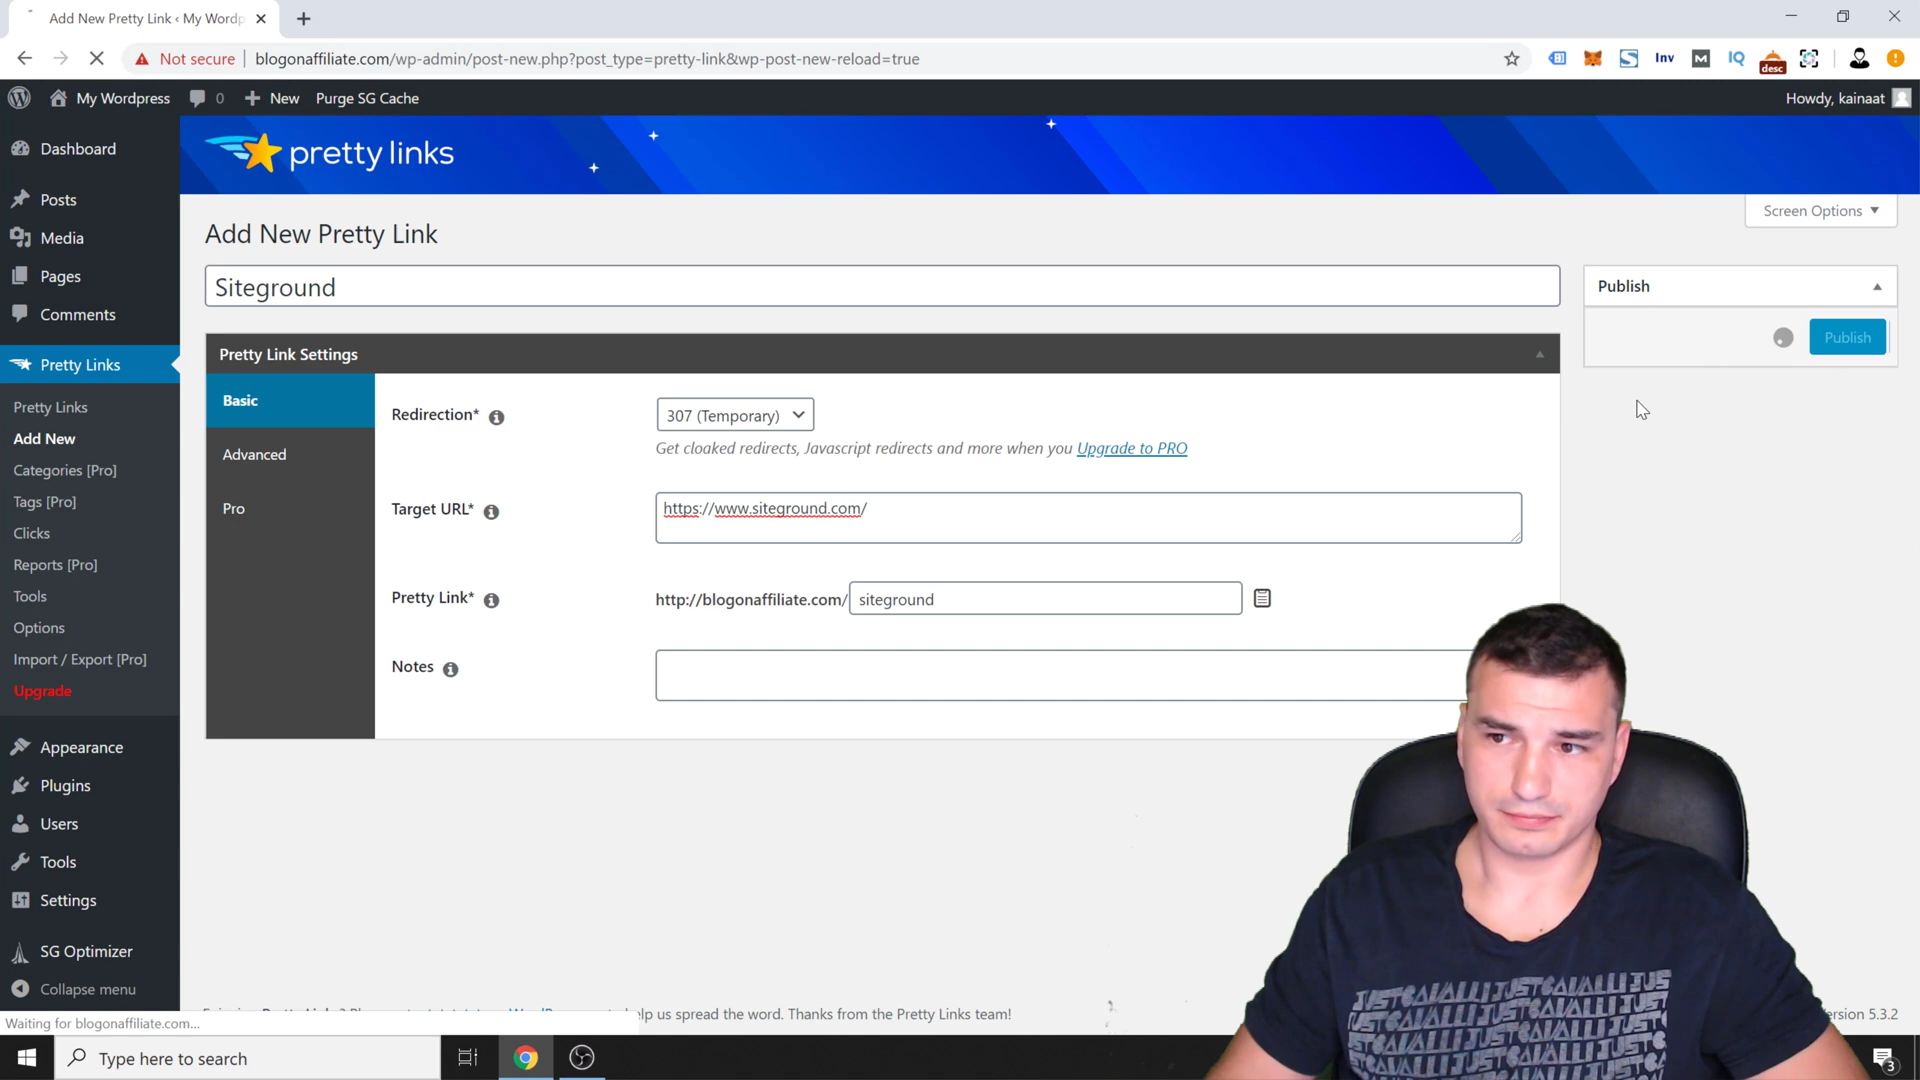 Add New Pretty Link ‹ My Wordp
Not secure
blogonaffiliate.com/wp-admin/post-new.php?post_type=pretty-link&wp-post-new-reload=true
Inv
M
IQ
desc
My Wordpress
0
New
Purge SG Cache
Howdy, kainaat
Dashboard
Posts
Media
Pages
Comments
Pretty Links
Pretty Links
Add New
Categories [Pro]
Tags [Pro]
Clicks
Reports [Pro]
Tools
Options
Import / Export [Pro]
Upgrade
Appearance
Plugins
Users
Tools
Settings
SG Optimizer
Collapse menu
pretty links
Screen Options
Add New Pretty Link
Siteground
Publish
Publish
Pretty Link Settings
Basic
Advanced
Pro
Redirection*
307 (Temporary)
Get cloaked redirects, Javascript redirects and more when you Upgrade to PRO
Target URL*
https://www.siteground.com/
Pretty Link*
http://blogonaffiliate.com/
siteground
Notes
help us spread the word. Thanks from the Pretty Links team!
ersion 5.3.2
Waiting for blogonaffiliate.com...
Type here to search
3
JUSTCAVALLI JUS